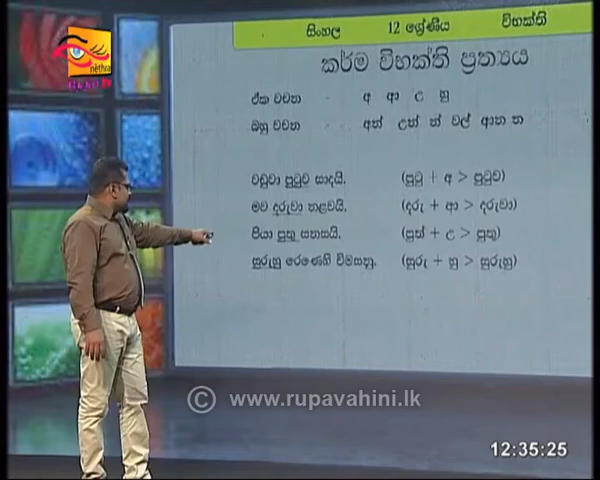 nēthra
සිංහල 12 ශ්‍රේණිය විභක්ති
කර්ම විභක්ති ප්‍රත්‍යය
ඒක වචන - අ ආ උ හු
බහු වචන - අන් උන් න් වල් ආන න
වඩුවා පුටුව සාදයි. (පුටු + අ > පුටුව)
මව දරුවා නළවයි. (දරු + ආ > දරුවා)
පියා පුතු සනසයි. (පුත් + උ > පුතු)
සුරුහු රෙණෙහි විමසනු. (සුරු + හු > සුරුහු)
© www.rupavahini.lk
12:35:25